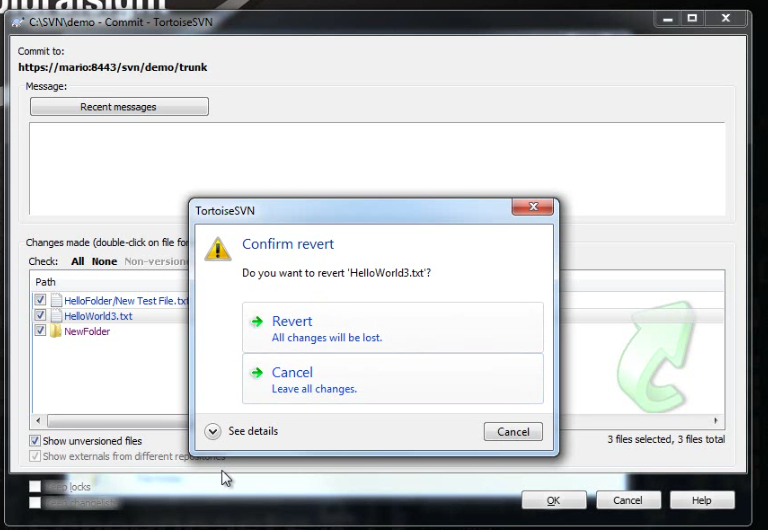 C:\SVN\demo - Commit - TortoiseSVN
Commit to:
https://mario:8443/svn/demo/trunk
Message:
Recent messages
TortoiseSVN
Confirm revert
Do you want to revert 'HelloWorld3.txt'?
Revert
All changes will be lost.
Cancel
Leave all changes.
See details
Cancel
Changes made (double-click on file for
Check: All None Non-version
Path
HelloFolder/New Test File.txt
HelloWorld3.txt
NewFolder
Show unversioned files
3 files selected, 3 files total
Show externals from different repositories
locks
OK
Cancel
Help